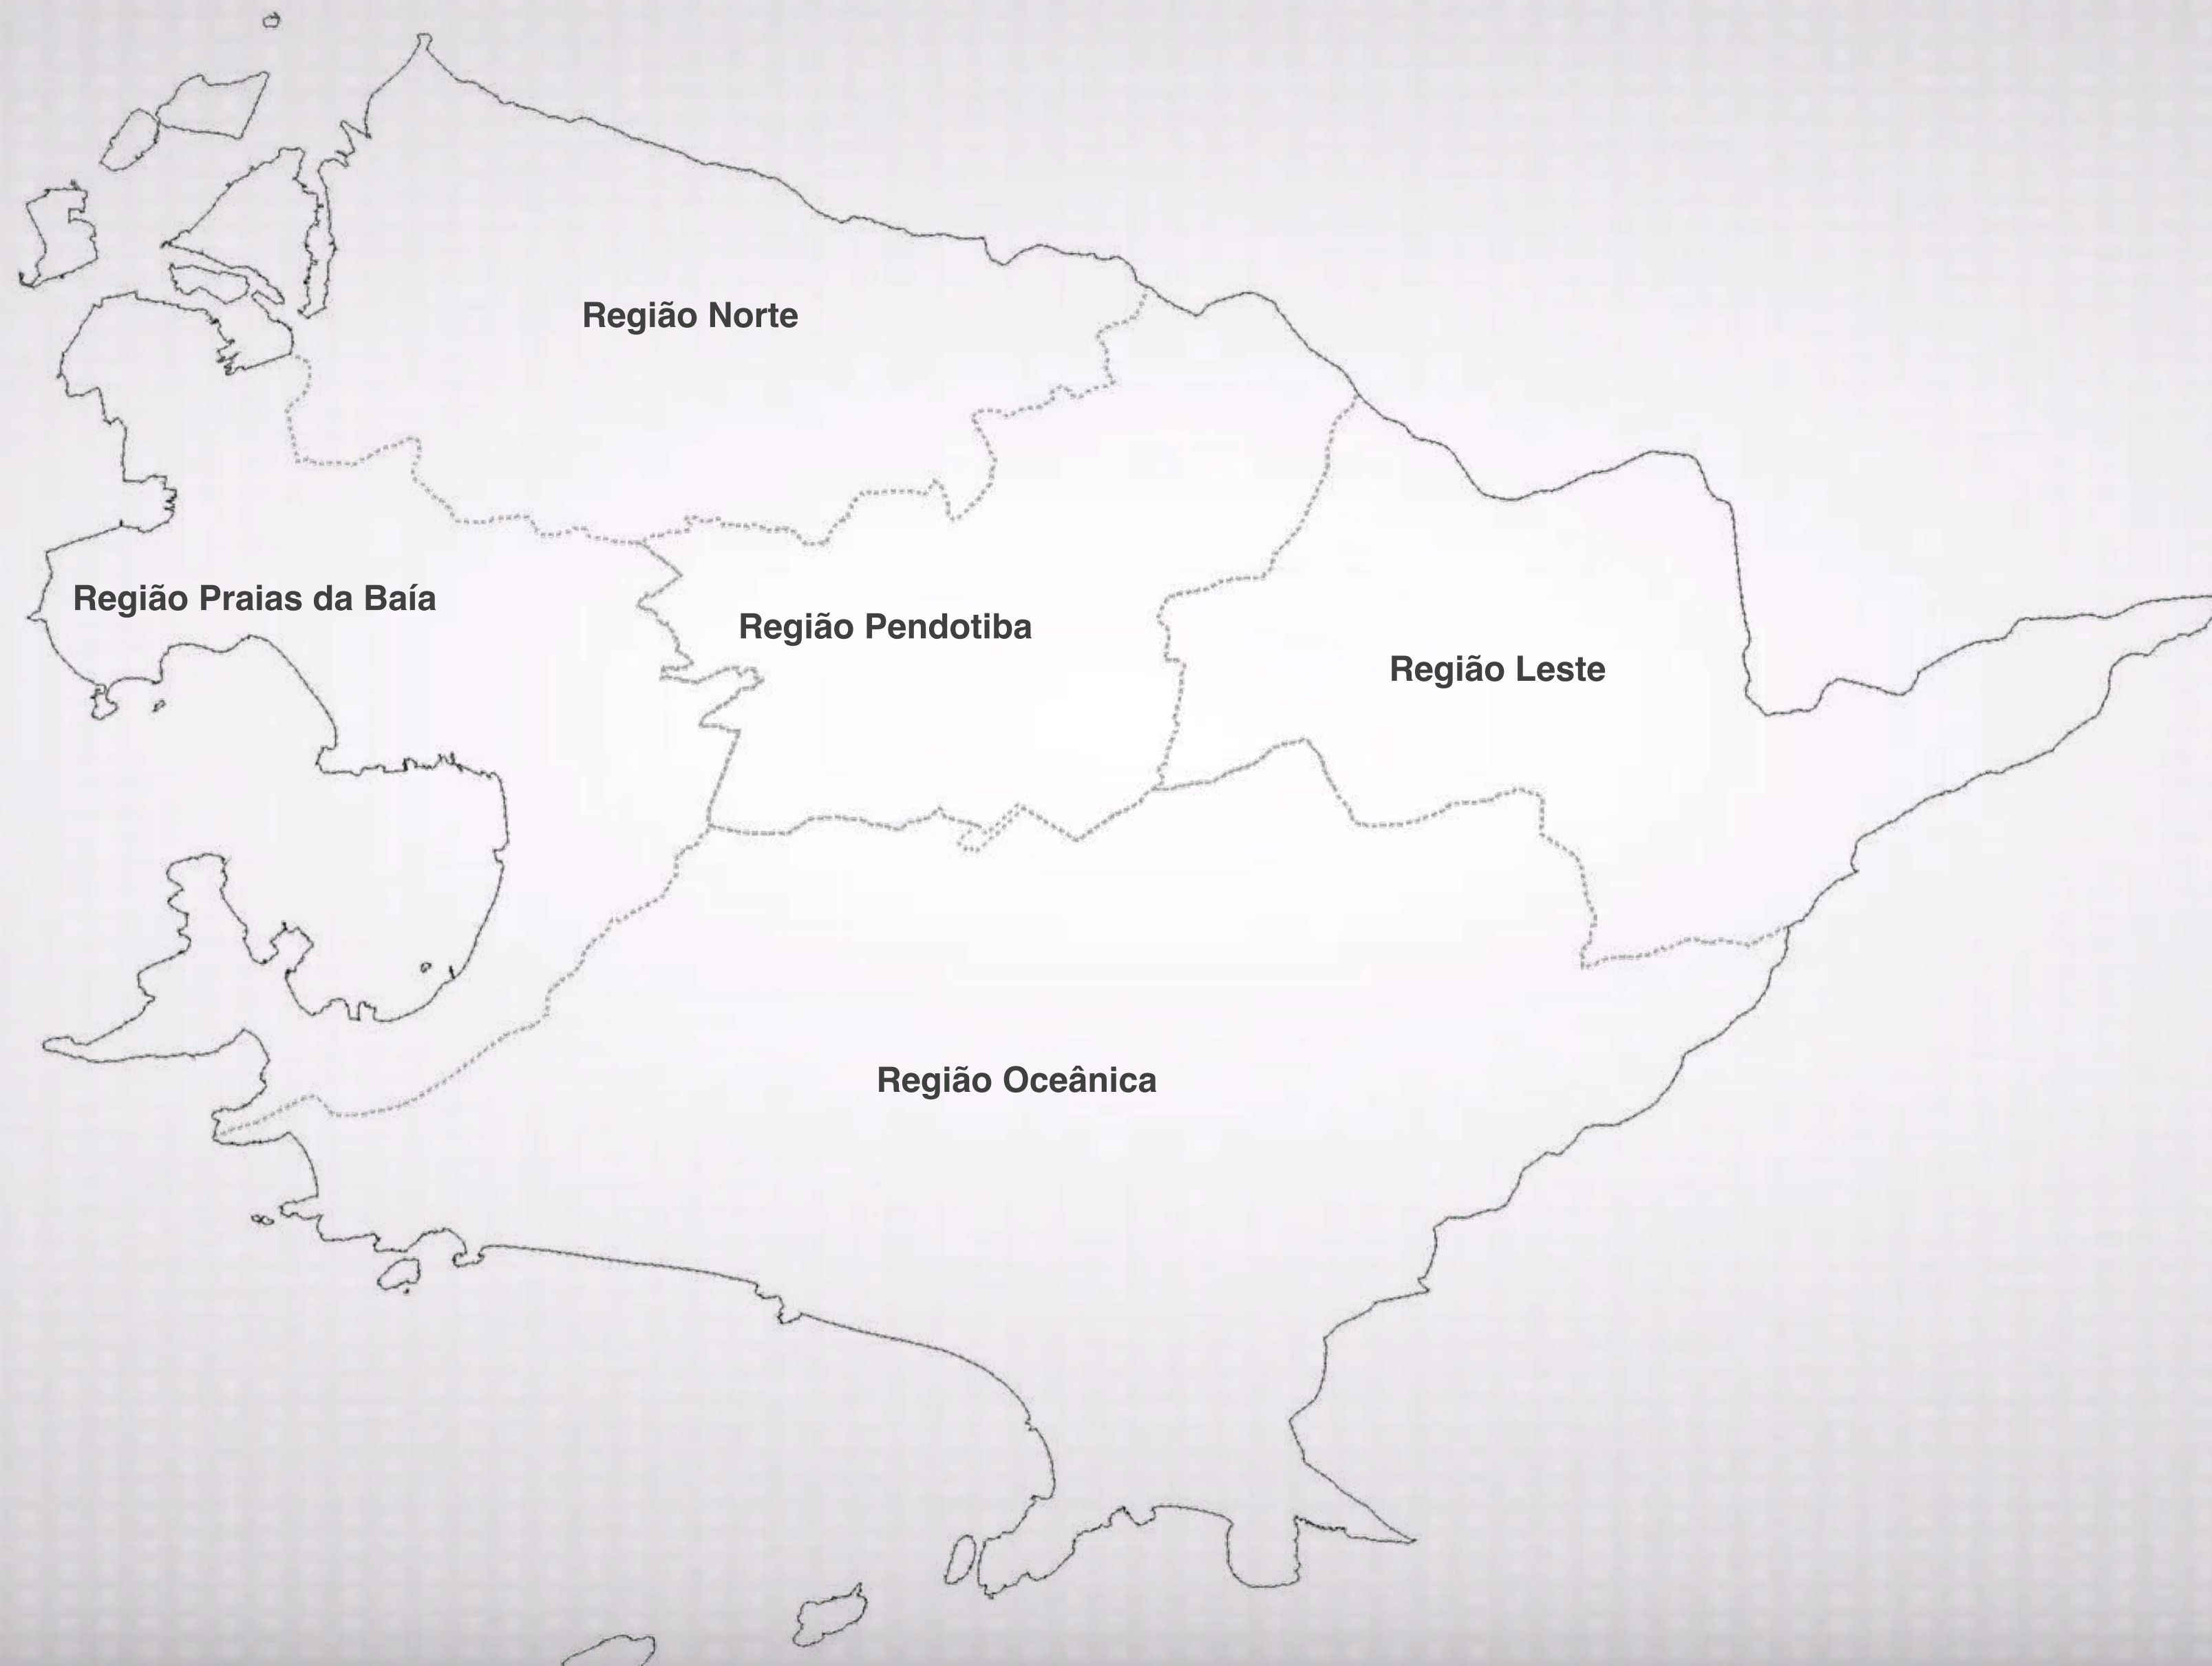 Região Norte
Região Praias da Baía
Região Pendotiba
Região Leste
Região Oceânica